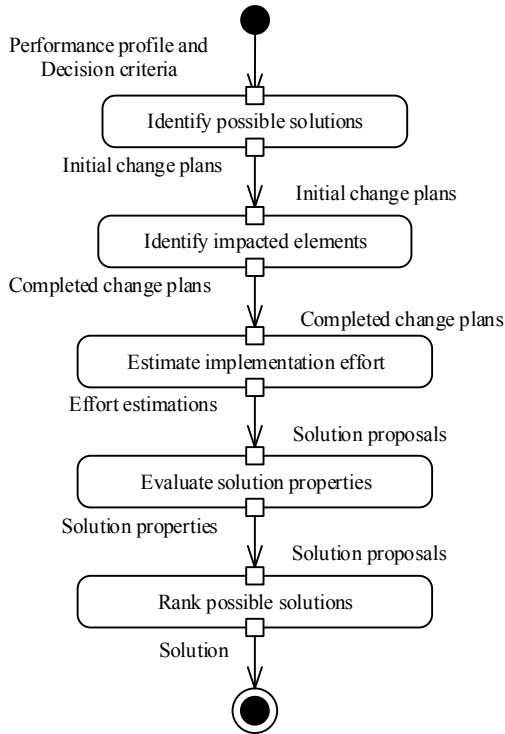 Performance profile and
Decision criteria
Identify possible solutions
Initial change plans
Initial change plans
Identify impacted elements
Completed change plans
Completed change plans
Estimate implementation effort
Effort estimations
Solution proposals
Evaluate solution properties
Solution properties
Solution proposals
Rank possible solutions
Solution